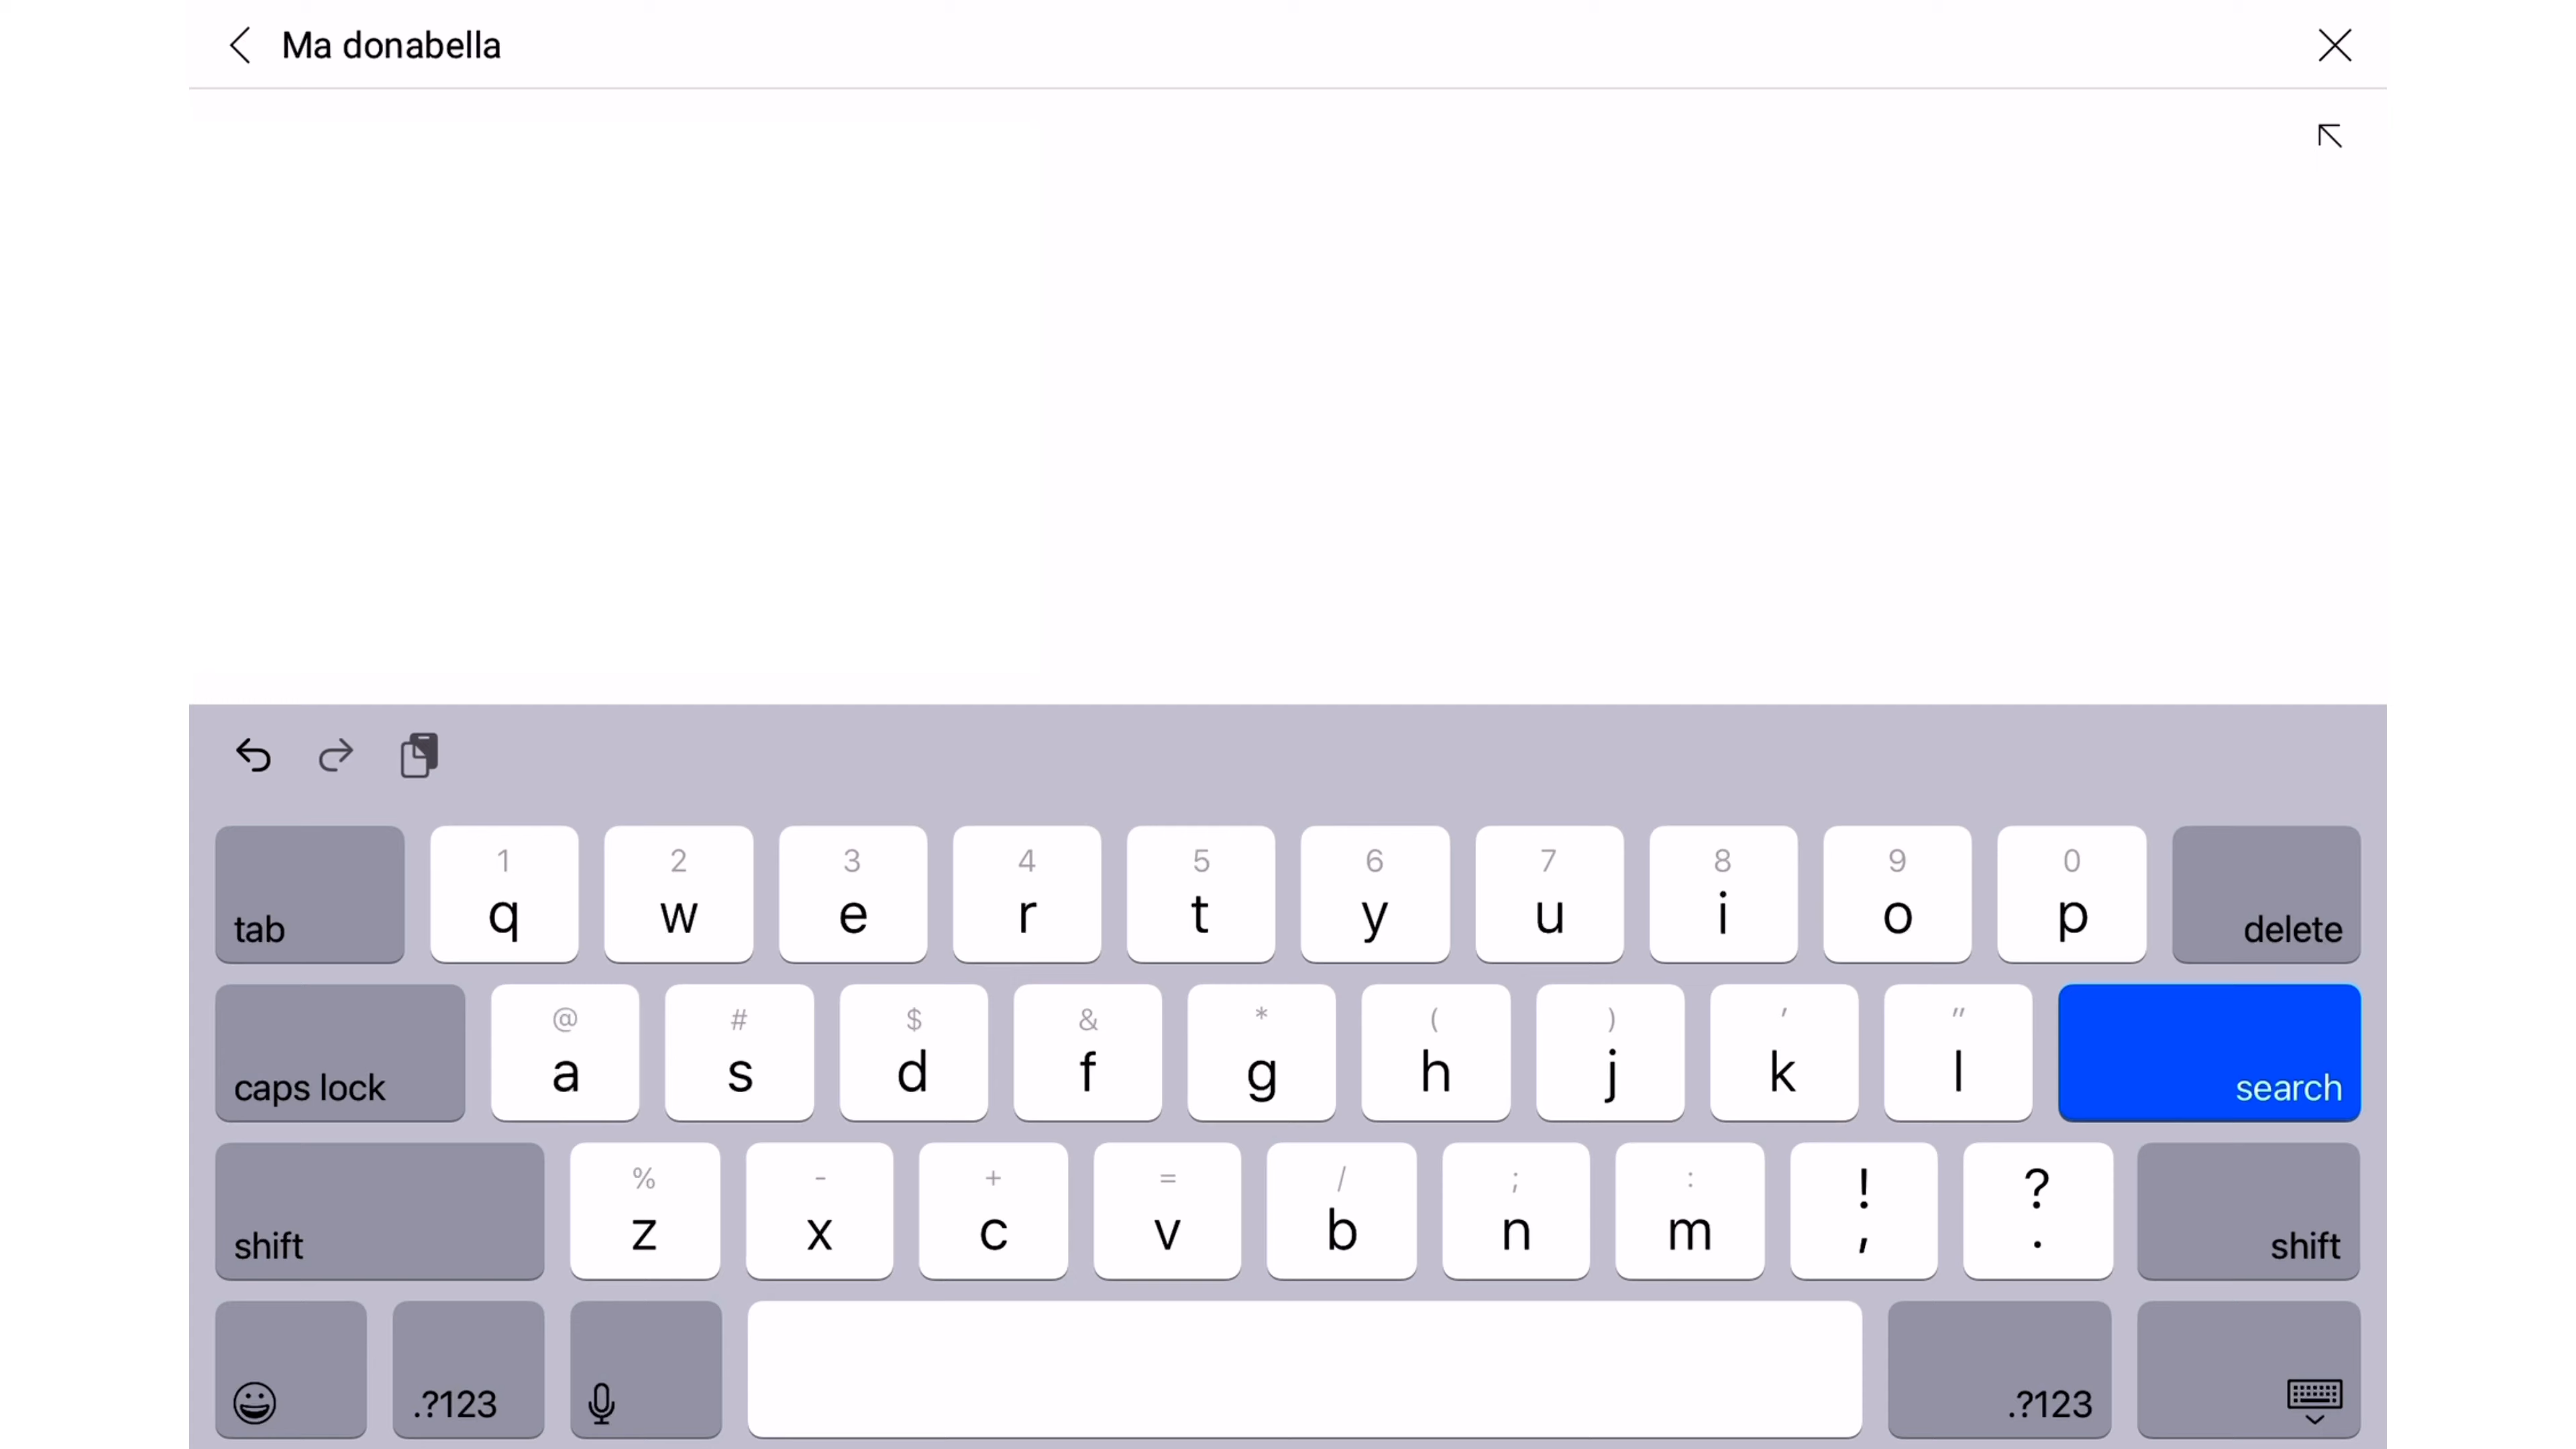 Ma donabella
1 2 3 4 5 6 7 8 9 0
tab q w e r t y u i o p delete
@ # $ & * ( ) ' "
caps lock a s d f g h j k l search
% - + = / ; : ! ?
shift z x c v b n m , . shift
.?123 .?123